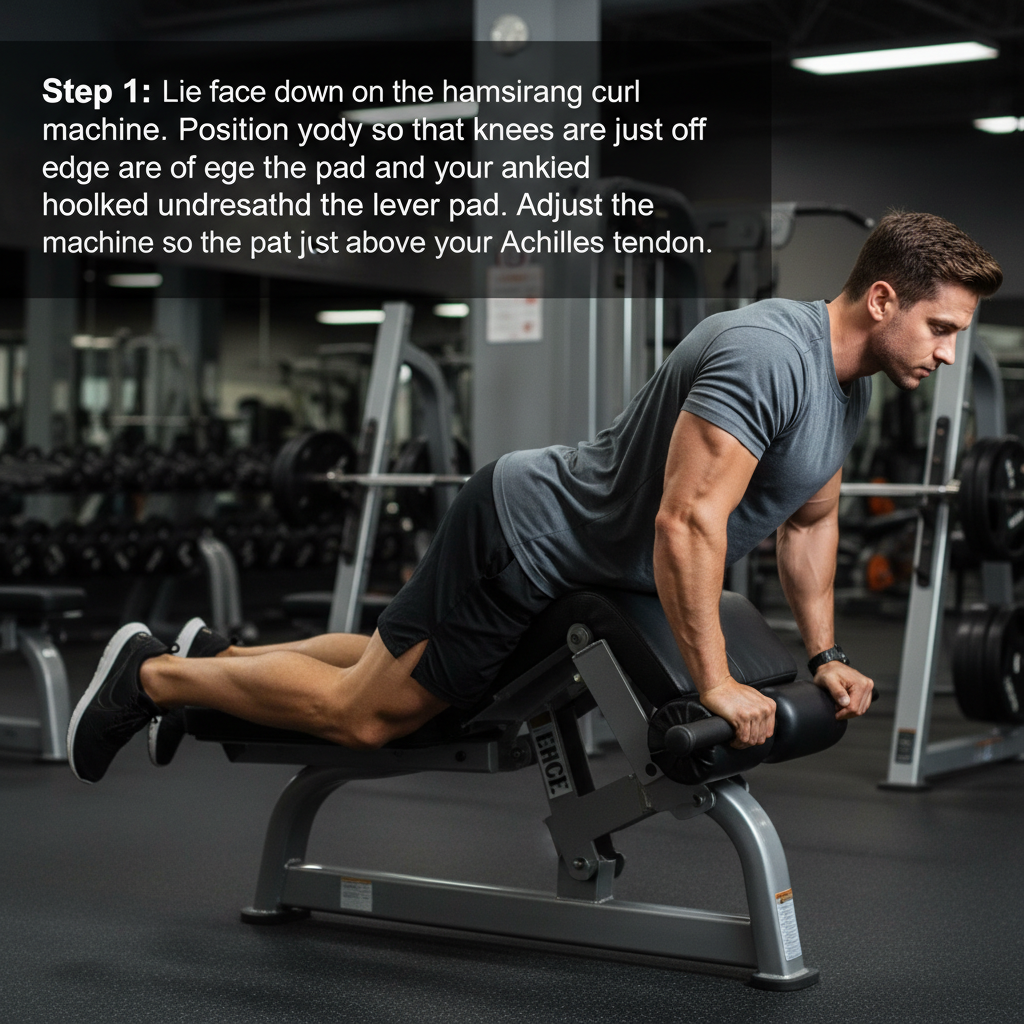 Step 1: Lie face down on the hamsirang curl
machine. Position yody so that knees are just off
edge are of ege the pad and your ankied
hoolked undresathd the lever pad. Adjust the
machine so the pat jıst above your Achilles tendon.